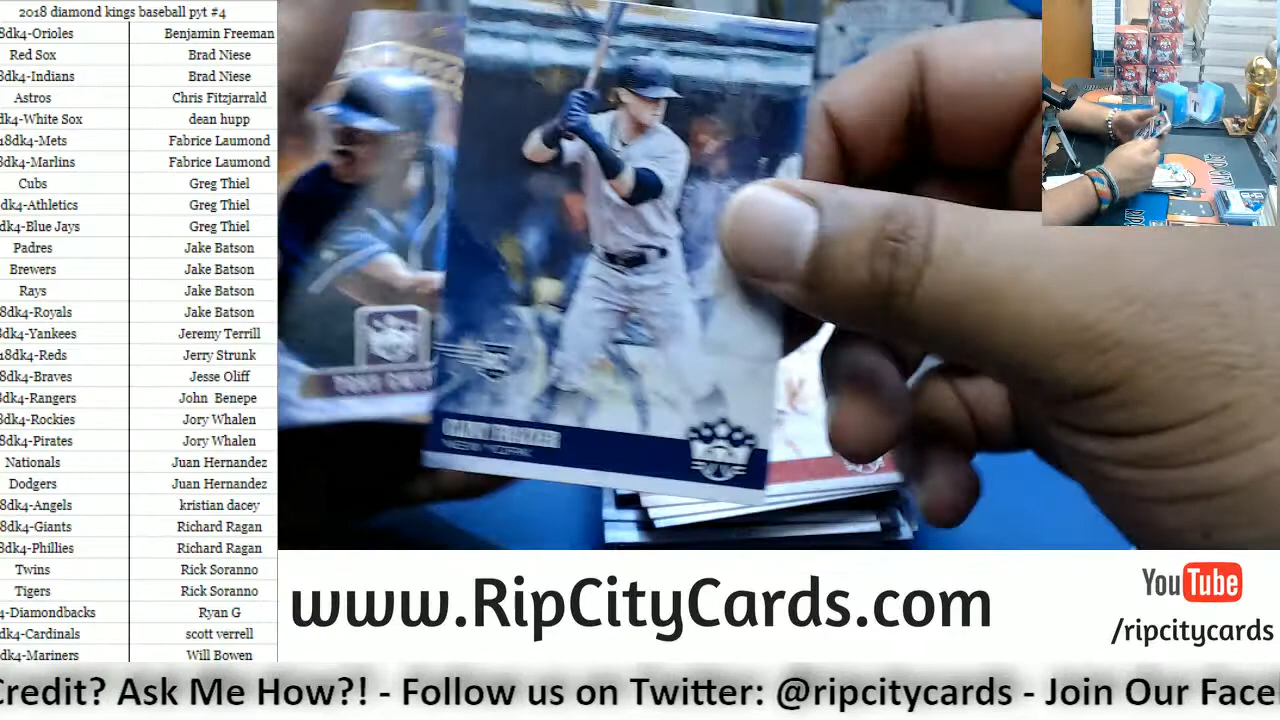 2018 diamond kings baseball pyt #4
8dk4-Orioles Benjamin Freeman
Red Sox Brad Niese
8dk4-Indians Brad Niese
Astros Chris Fitzjarrald
dk4-White Sox dean hupp
18dk4-Mets Fabrice Laumond
8dk4-Marlins Fabrice Laumond
Cubs Greg Thiel
dk4-Athletics Greg Thiel
dk4-Blue Jays Greg Thiel
Padres Jake Batson
Brewers Jake Batson
Rays Jake Batson
8dk4-Royals Jake Batson
8dk4-Yankees Jeremy Terrill
18dk4-Reds Jerry Strunk
8dk4-Braves Jesse Oliff
8dk4-Rangers John Benepe
8dk4-Rockies Jory Whalen
8dk4-Pirates Jory Whalen
Nationals Juan Hernandez
Dodgers Juan Hernandez
8dk4-Angels kristian dacey
8dk4-Giants Richard Ragan
8dk4-Phillies Richard Ragan
Twins Rick Soranno
Tigers Rick Soranno
4-Diamondbacks Ryan G
dk4-Cardinals scott verrell
dk4-Mariners Will Bowen
NEW YORK
www.RipCityCards.com
YouTube
/ripcitycards
Credit? Ask Me How?! - Follow us on Twitter: @ripcitycards - Join Our Face